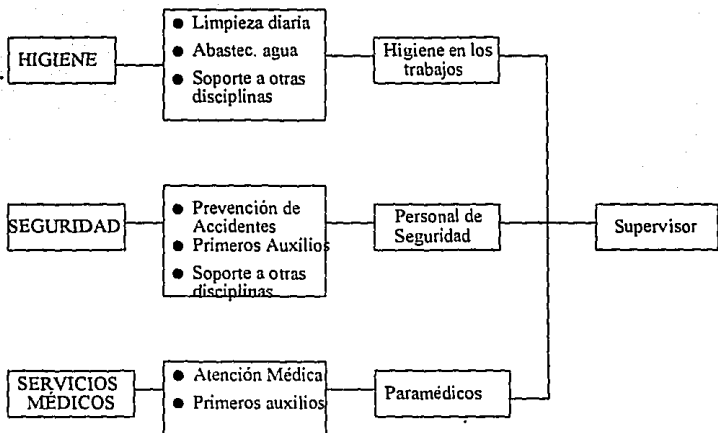 HIGIENE
● Limpieza diaria
● Abastec. agua
● Soporte a otras
disciplinas
Higiene en los
trabajos
SEGURIDAD
● Prevención de
Accidentes
● Primeros Auxilios
● Soporte a otras
disciplinas
Personal de
Seguridad
Supervisor
SERVICIOS
MÉDICOS
● Atención Médica
● Primeros auxilios
Paramédicos